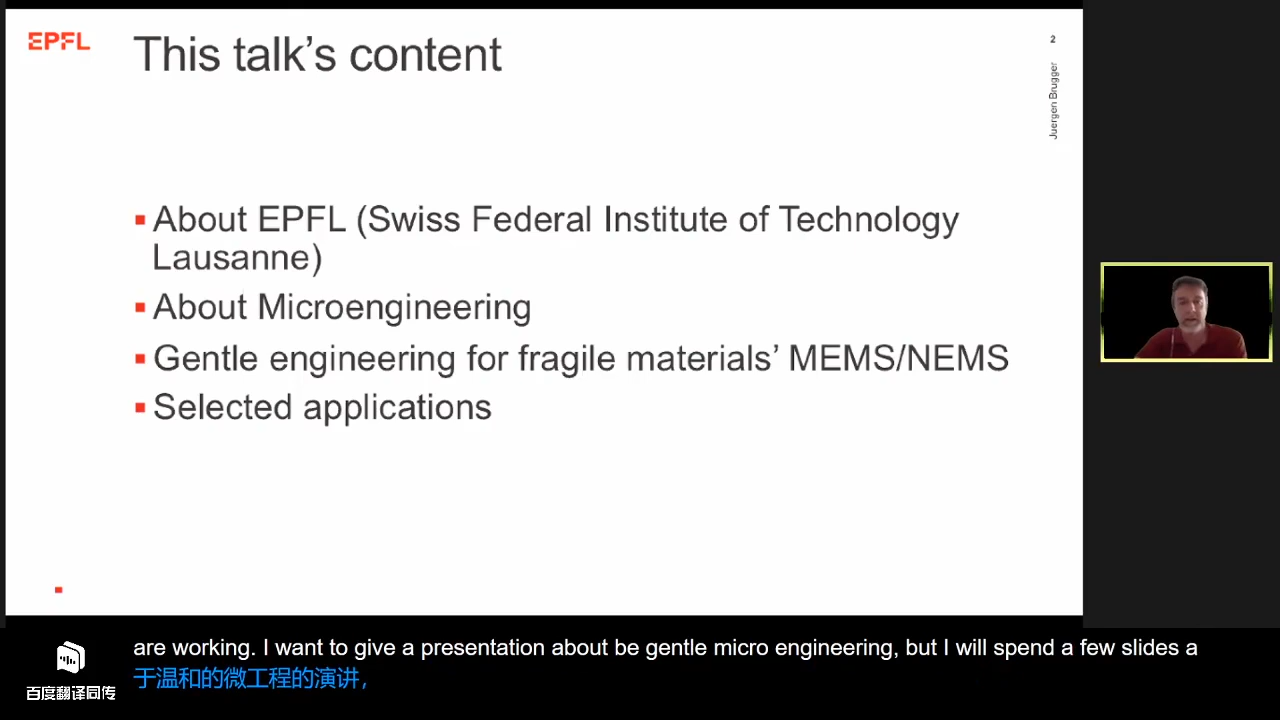 EPFL
This talk's content
2
Juergen Brugger
▪ About EPFL (Swiss Federal Institute of Technology
Lausanne)
▪ About Microengineering
▪ Gentle engineering for fragile materials' MEMS/NEMS
▪ Selected applications
are working. I want to give a presentation about be gentle micro engineering, but I will spend a few slides a
于温和的微工程的演讲,
百度翻译同传